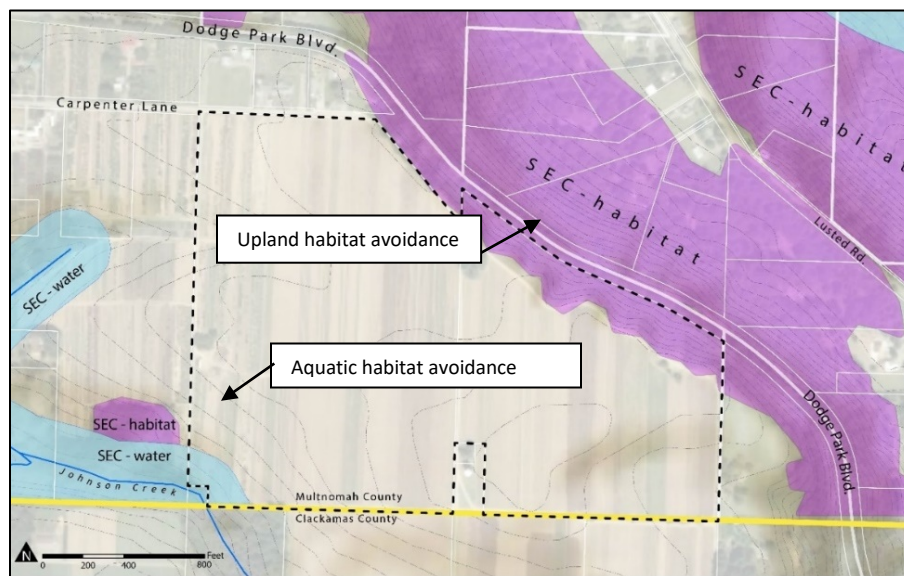 Dodge Park Blvd.
Carpenter Lane
SEC-habitat
SEC-habitat
Upland habitat avoidance
Lusted Rd.
SEC - water
Aquatic habitat avoidance
SEC - habitat
SEC - water
Johnson Creek
Dodge Park Blvd.
Multnomah County
Clackamas County
N
Feet
0 200 400 800